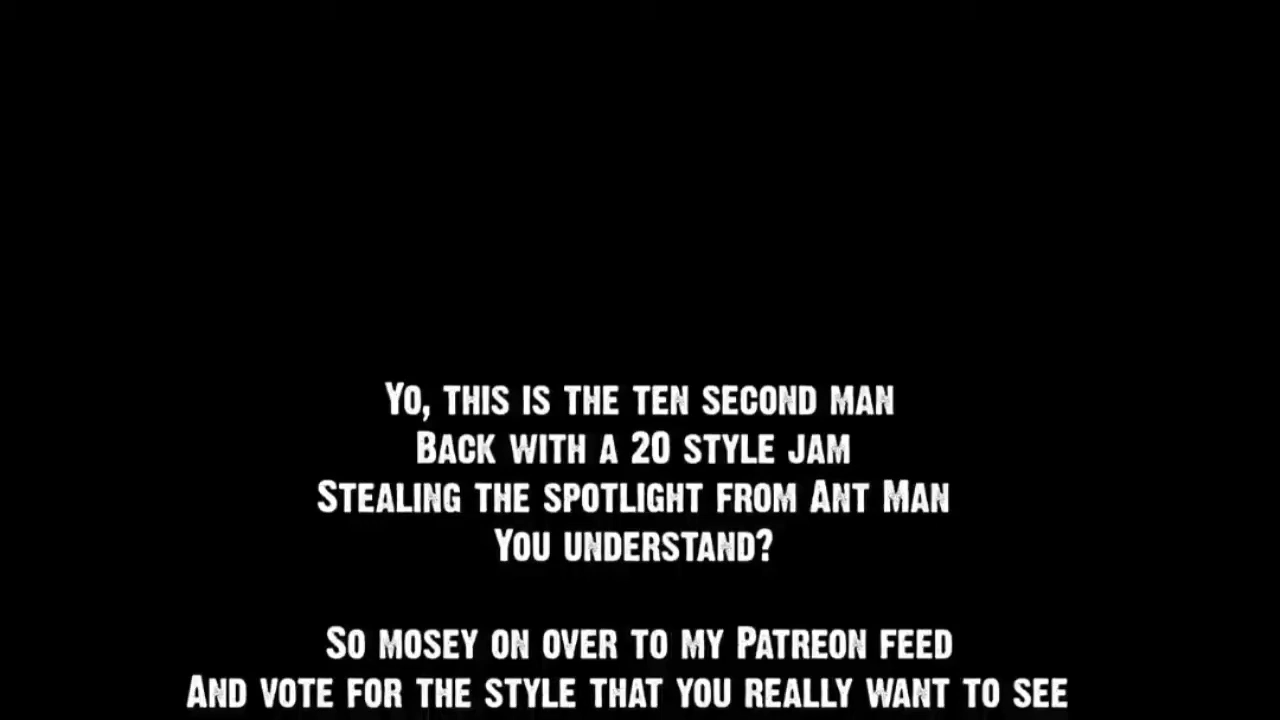 Yo, this is the ten second man
Back with a 20 style jam
Stealing the spotlight from Ant Man
You understand?
So mosey on over to my Patreon feed
And vote for the style that you really want to see